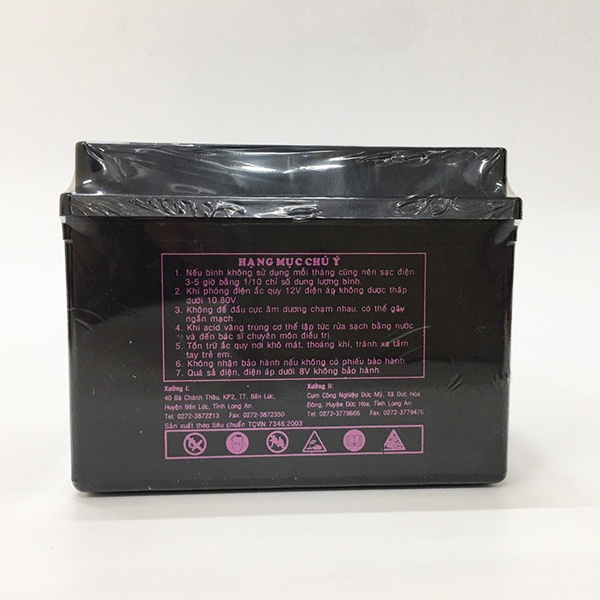 HẠNG MỤC CHÚ Ý
1. Nếu bình không sử dụng mỗi tháng cũng nên sạc điện
3-5 giờ bằng 1/10 chỉ số dung lượng bình.
2. Khi phóng điện ắc quy 12V điện áp không được thấp
dưới 10.80V.
3. Không để đầu cực âm dương chạm nhau, có thể gây
ngắn mạch.
4. Khi acid văng trúng cơ thể lập tức rửa sạch bằng nước
và đến bác sĩ chuyên môn điều trị.
5. Tồn trữ ắc quy nơi khô mát, thoáng khí, tránh xa tầm
tay trẻ em.
6. Không nhận bảo hành nếu không có phiếu bảo hành
7. Quá sả điện, điện áp dưới 8V không bảo hành
Xưởng I:
40 Bà Chánh Thâu, KP2, TT. Bến Lức,
Huyện Bến Lức, Tỉnh Long An
Tel: 0272-3872213 Fax: 0272-3872350
Sản xuất theo tiêu chuẩn TCVN 7348:2003
Xưởng II:
Cụm Công Nghiệp Đức Mỹ, Xã Đức Hòa
Đông, Huyện Đức Hòa, Tỉnh Long An
Tel: 0272-3779666 Fax: 0272-3779475